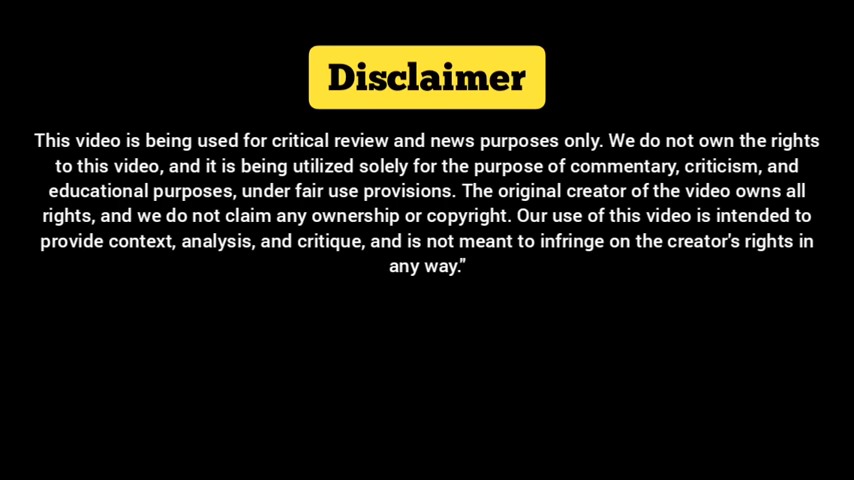 Disclaimer
This video is being used for critical review and news purposes only. We do not own the rights
to this video, and it is being utilized solely for the purpose of commentary, criticism, and
educational purposes, under fair use provisions. The original creator of the video owns all
rights, and we do not claim any ownership or copyright. Our use of this video is intended to
provide context, analysis, and critique, and is not meant to infringe on the creator's rights in
any way."